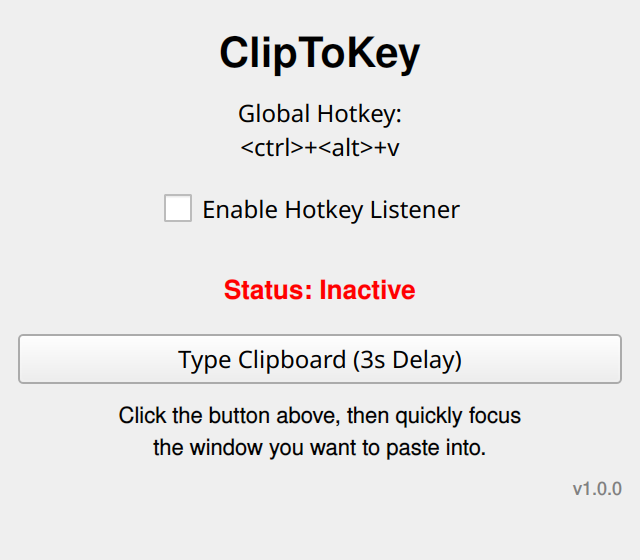 ClipToKey
Global Hotkey:
<ctrl>+<alt>+v
Enable Hotkey Listener
Status: Inactive
Type Clipboard (3s Delay)
Click the button above, then quickly focus
the window you want to paste into.
v1.0.0